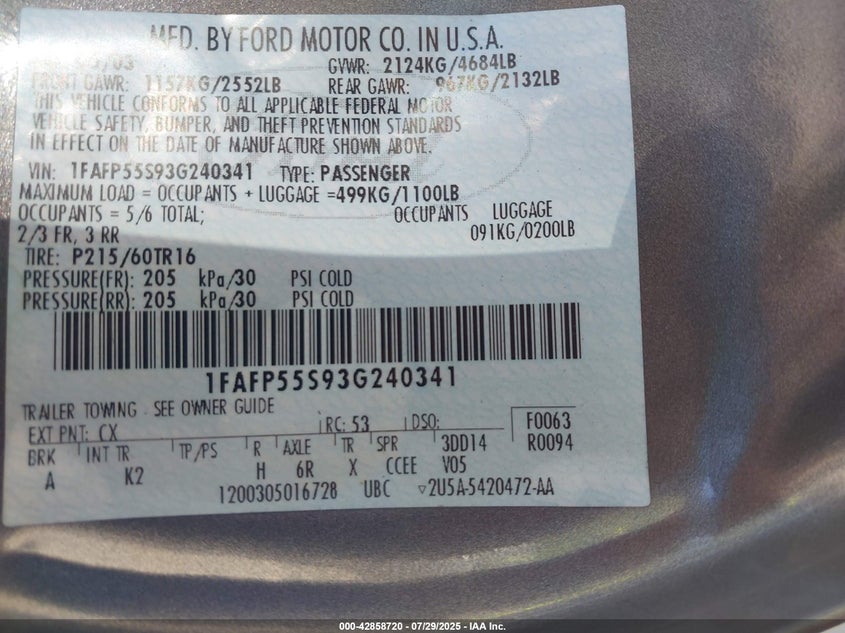 MFD. BY FORD MOTOR CO. IN U.S.A.
/03 GVWR: 2124KG/4684LB
FRONT GAWR: 1157KG/2552LB REAR GAWR: 967KG/2132LB
THIS VEHICLE CONFORMS TO ALL APPLICABLE FEDERAL MOTOR
VEHICLE SAFETY, BUMPER, AND THEFT PREVENTION STANDARDS
IN EFFECT ON THE DATE OF MANUFACTURE SHOWN ABOVE.
VIN: 1FAFP55S93G240341 TYPE: PASSENGER
MAXIMUM LOAD = OCCUPANTS + LUGGAGE =499KG/1100LB
OCCUPANTS = 5/6 TOTAL; OCCUPANTS LUGGAGE
2/3 FR, 3 RR 091KG/0200LB
TIRE: P215/60TR16
PRESSURE(FR): 205 kPa/30 PSI COLD
PRESSURE(RR): 205 kPa/30 PSI COLD
1FAFP55S93G240341
TRAILER TOWING - SEE OWNER GUIDE
EXT PNT: CX RC: 53 DSO: F0063
BRK INT TR TP/PS R AXLE TR SPR 3DD14 R0094
A K2 H 6R X CCEE V05
1200305016728 UBC ▽2U5A-5420472-AA
000-42858720 / 07/29/2025 - IAA Inc.